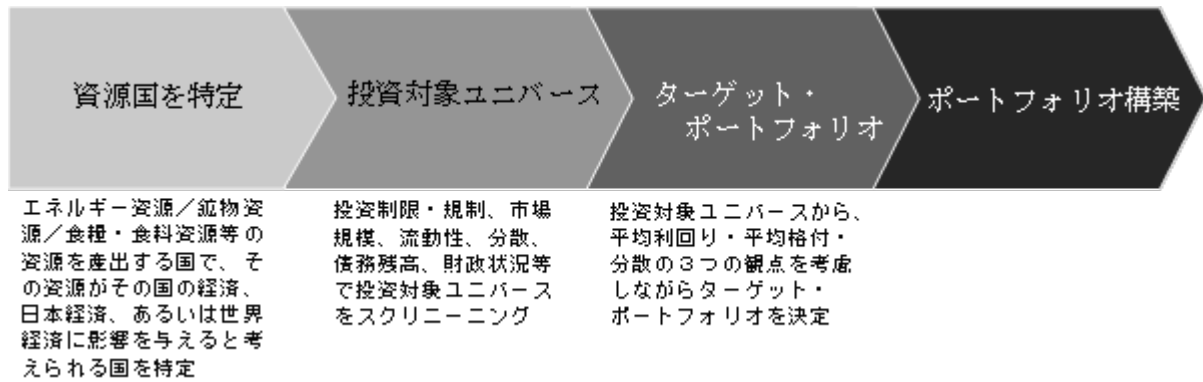 資源国を特定
投資対象ユニバース
ターゲット・
ポートフォリオ
ポートフォリオ構築
エネルギー資源／鉱物資
源／食糧・食料資源等の
資源を産出する国で、そ
の資源がその国の経済、
日本経済、あるいは世界
経済に影響を与えると考
えられる国を特定
投資制限・規制、市場
規模、流動性、分散、
債務残高、財政状況等
で投資対象ユニバース
をスクリーニング
投資対象ユニバースから、
平均利回り・平均格付・
分散の３つの観点を考慮
しながらターゲット・
ポートフォリオを決定